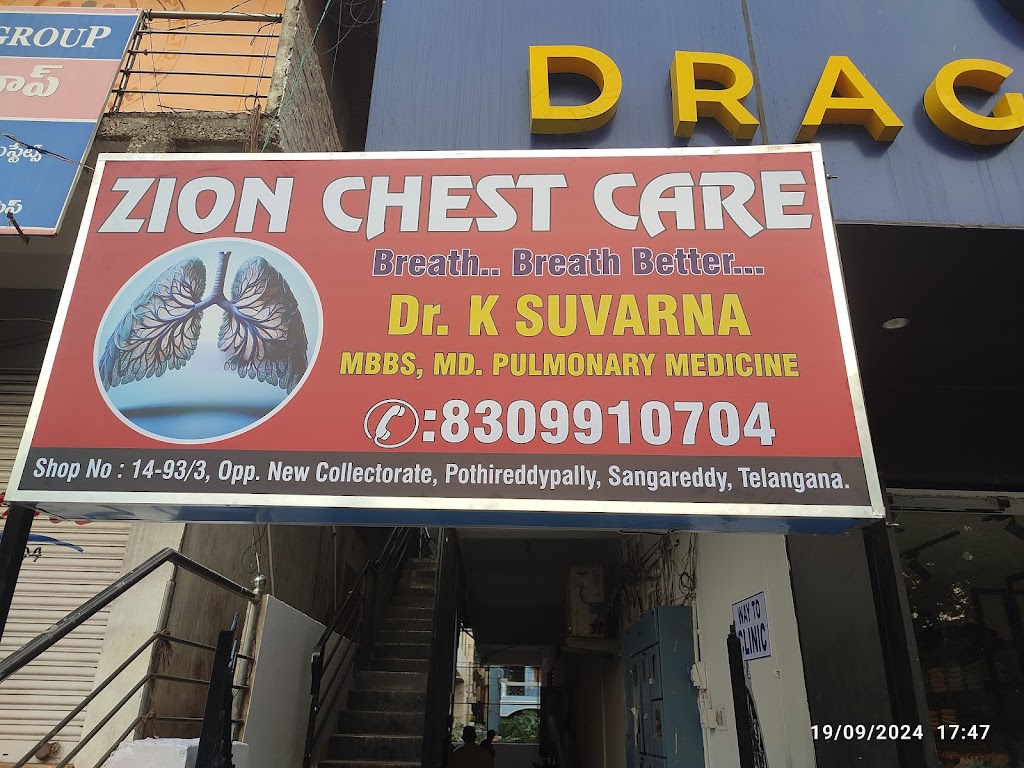 GROUP
DRAG
ZION CHEST CARE
Breath.. Breath Better...
Dr. K SUVARNA
MBBS, MD. PULMONARY MEDICINE
:8309910704
Shop No : 14-93/3, Opp. New Collectorate, Pothireddypally, Sangareddy, Telangana.
WAY TO
CLINIC
19/09/2024 17:47